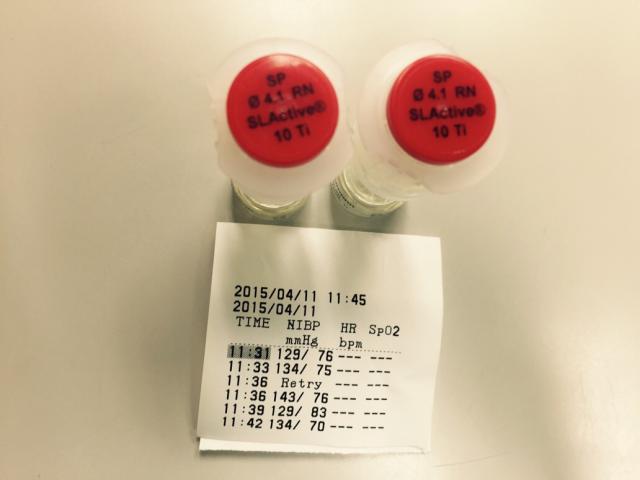 SP
Ø 4.1 RN
SLActive®
10 Ti
SP
Ø 4.1 RN
SLActive®
10 Ti
2015/04/11 11:45
2015/04/11
TIME NIBP HR SpO2
mmHg bpm
11:31 129/ 76 --- ---
11:33 134/ 75 --- ---
11:36 Retry --- ---
11:36 143/ 76 --- ---
11:39 129/ 83 --- ---
11:42 134/ 70 --- ---